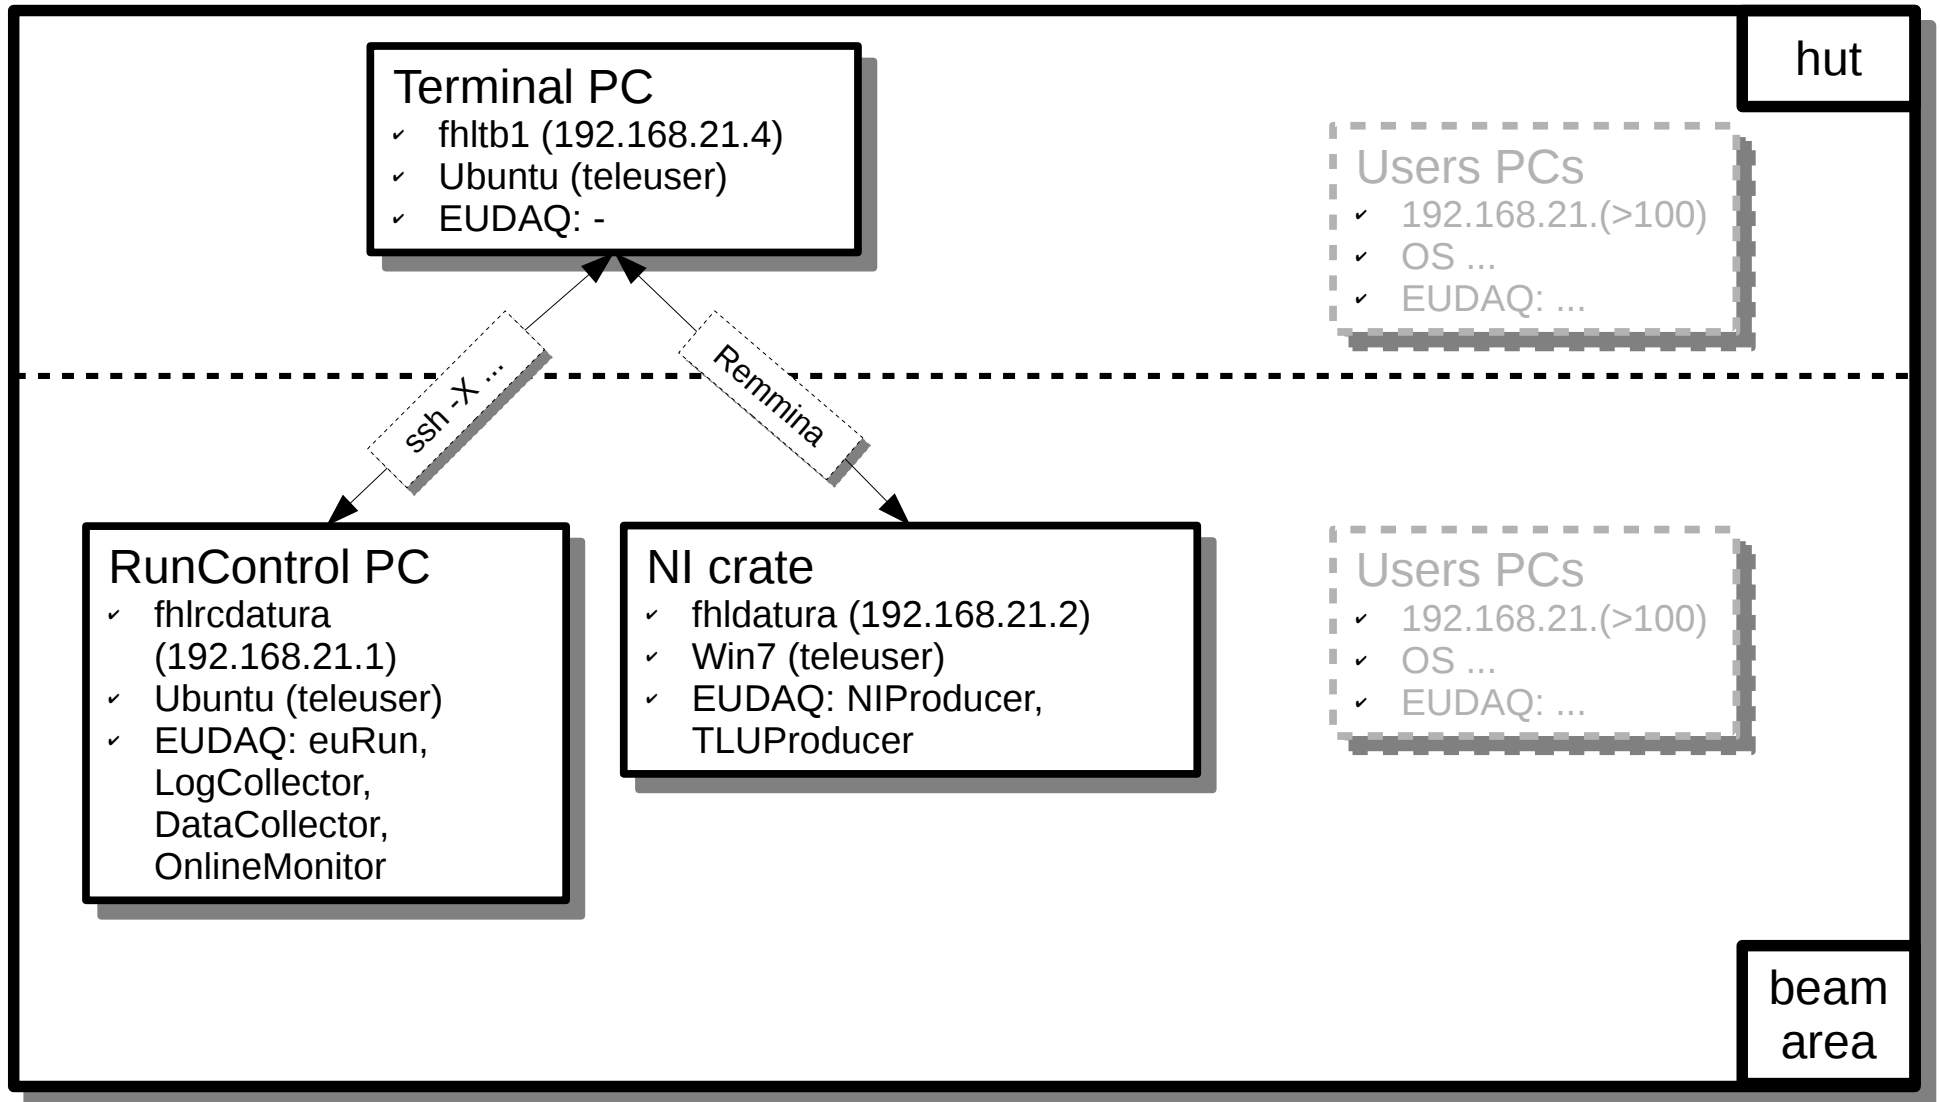 hut
Terminal PC
✔ fhltb1 (192.168.21.4)
✔ Ubuntu (teleuser)
✔ EUDAQ: -
Users PCs
✔ 192.168.21.(>100)
✔ OS ...
✔ EUDAQ: ...
ssh -X ...
Remmina
RunControl PC
✔ fhlrcdatura
(192.168.21.1)
✔ Ubuntu (teleuser)
✔ EUDAQ: euRun,
LogCollector,
DataCollector,
OnlineMonitor
NI crate
✔ fhldatura (192.168.21.2)
✔ Win7 (teleuser)
✔ EUDAQ: NIProducer,
TLUProducer
Users PCs
✔ 192.168.21.(>100)
✔ OS ...
✔ EUDAQ: ...
beam
area